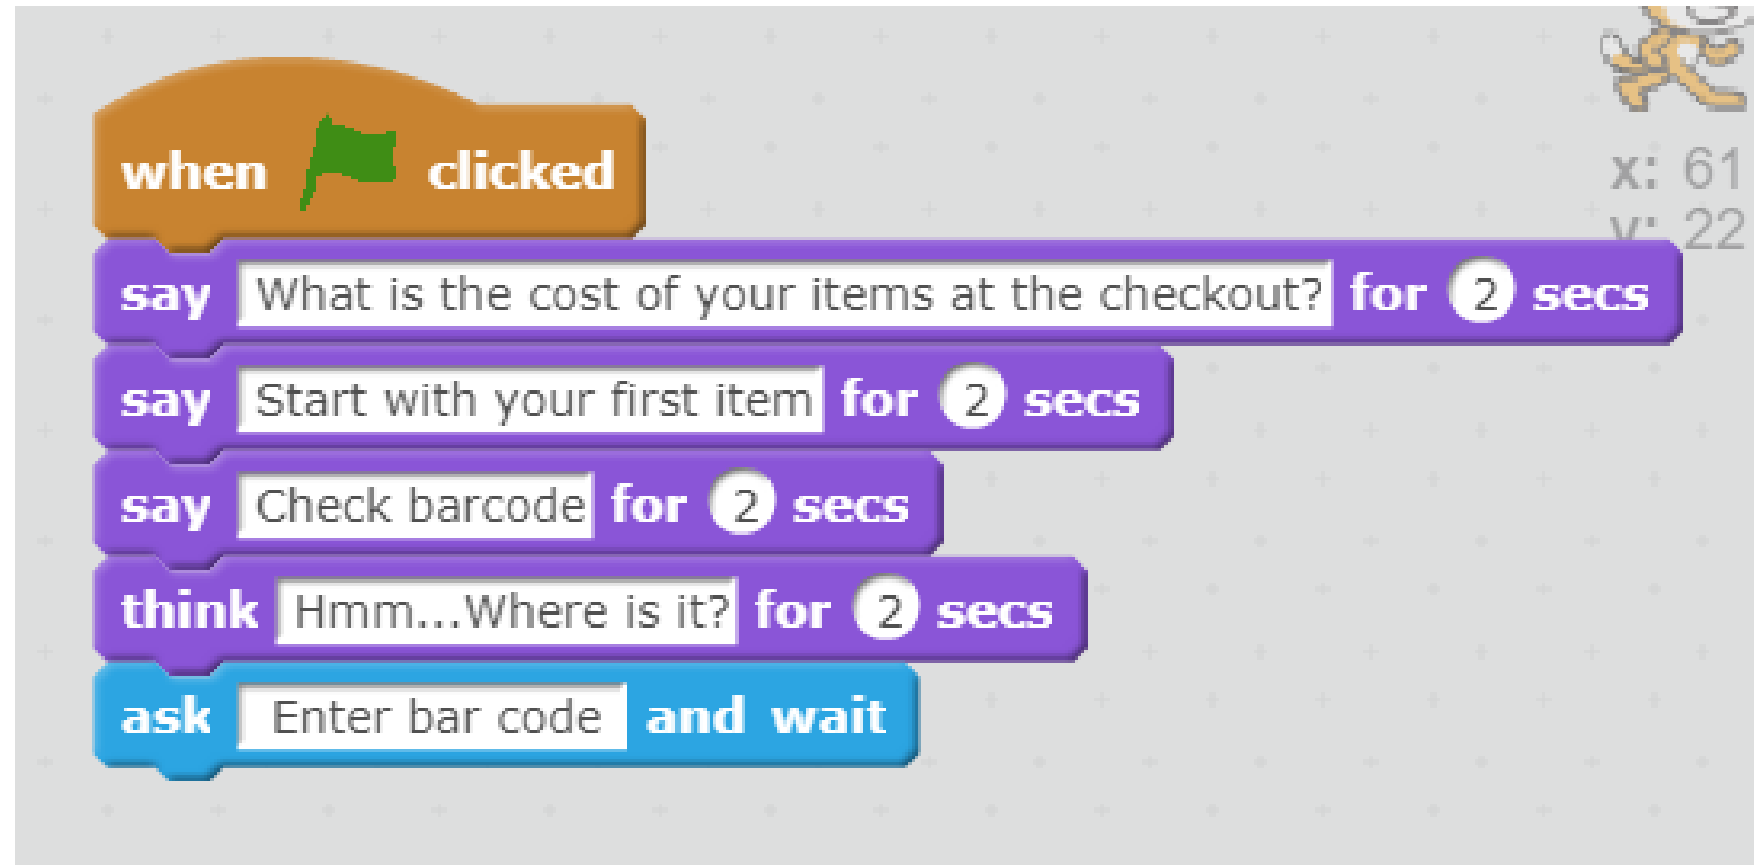 when clicked
x: 61
y: 22
say What is the cost of your items at the checkout? for 2 secs
say Start with your first item for 2 secs
say Check barcode for 2 secs
think Hmm...Where is it? for 2 secs
ask Enter bar code and wait